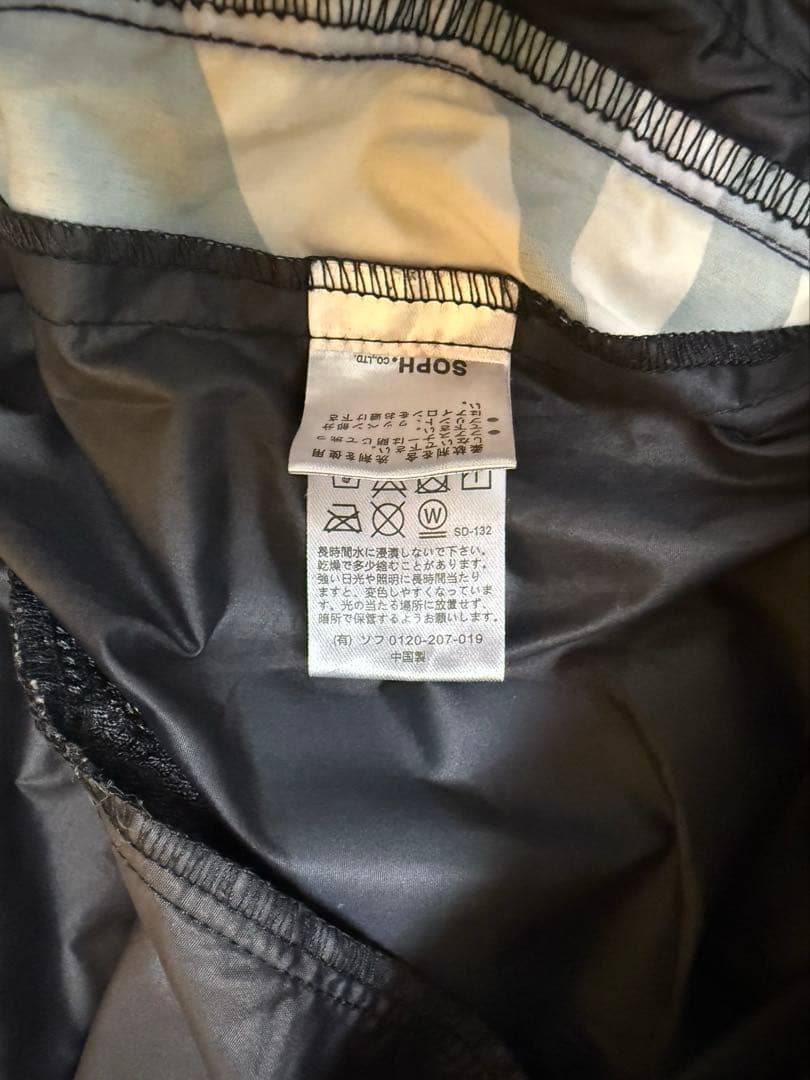 SOPH.CO.,LTD.
W SD-132
長時間水に浸漬しないで下さい。
乾燥で多少縮むことがあります。
強い日光や照明に長時間当たり
ますと、変色しやすくなっていま
す。光の当たる場所に放置せず、
暗所で保管するようお願いします。
(有) ソフ 0120-207-019
中国製